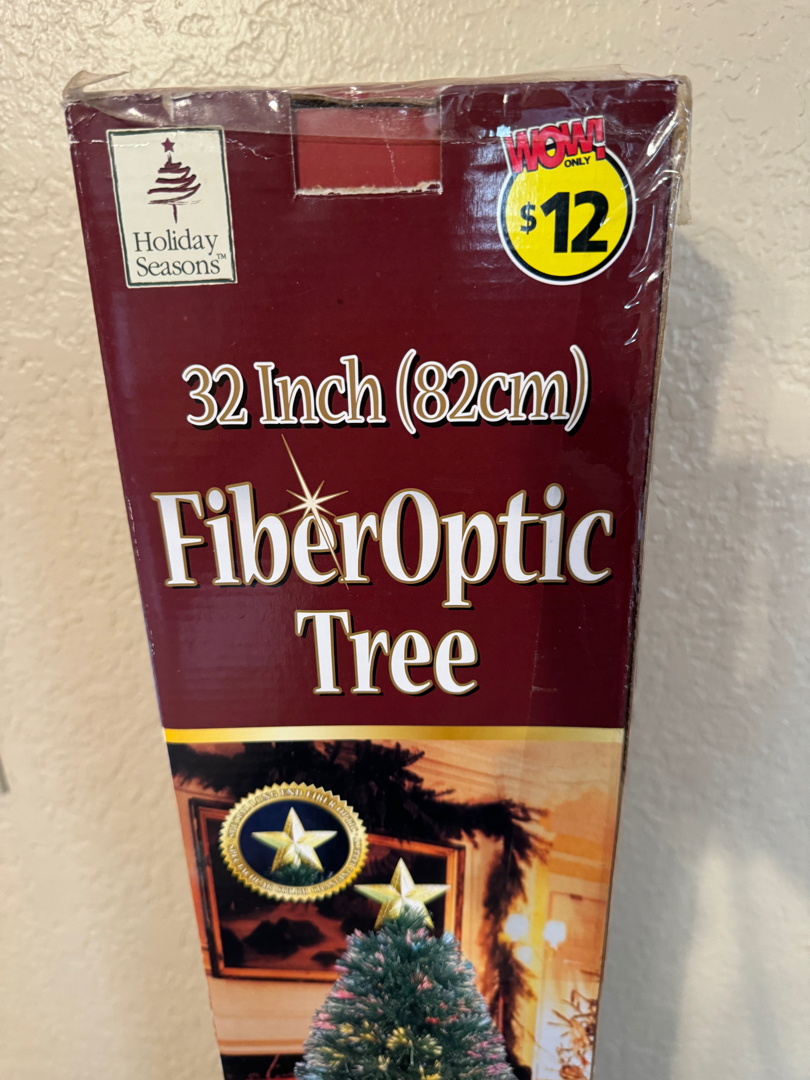 Holiday
Seasons™
WOW!
ONLY
$12
32 Inch (82cm)
FiberOptic
Tree